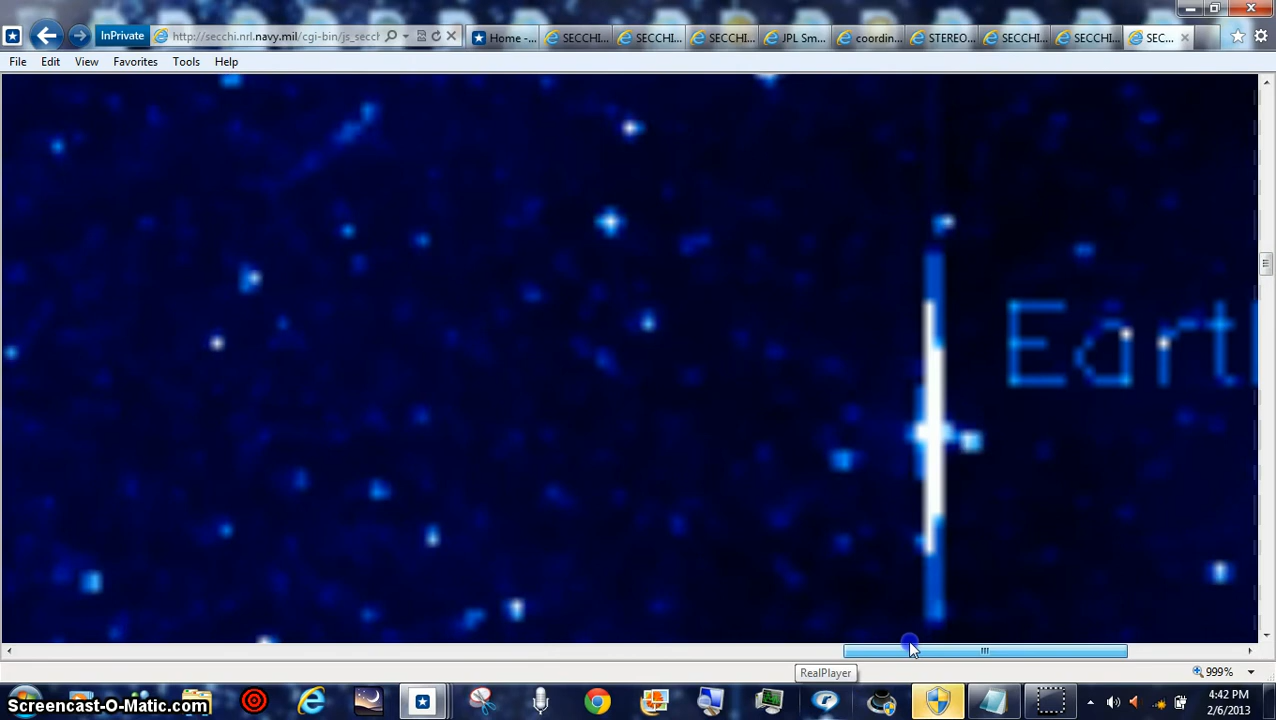 InPrivate http://secchi.nrl.navy.mil/cgi-bin/js_secch Home -... SECCHI... SECCHI... SECCHI... JPL Sm... coordin... STEREO... SECCHI... SECCHI... SEC...
File Edit View Favorites Tools Help
Earth
RealPlayer
999%
Screencast-O-Matic.com
4:42 PM
2/6/2013